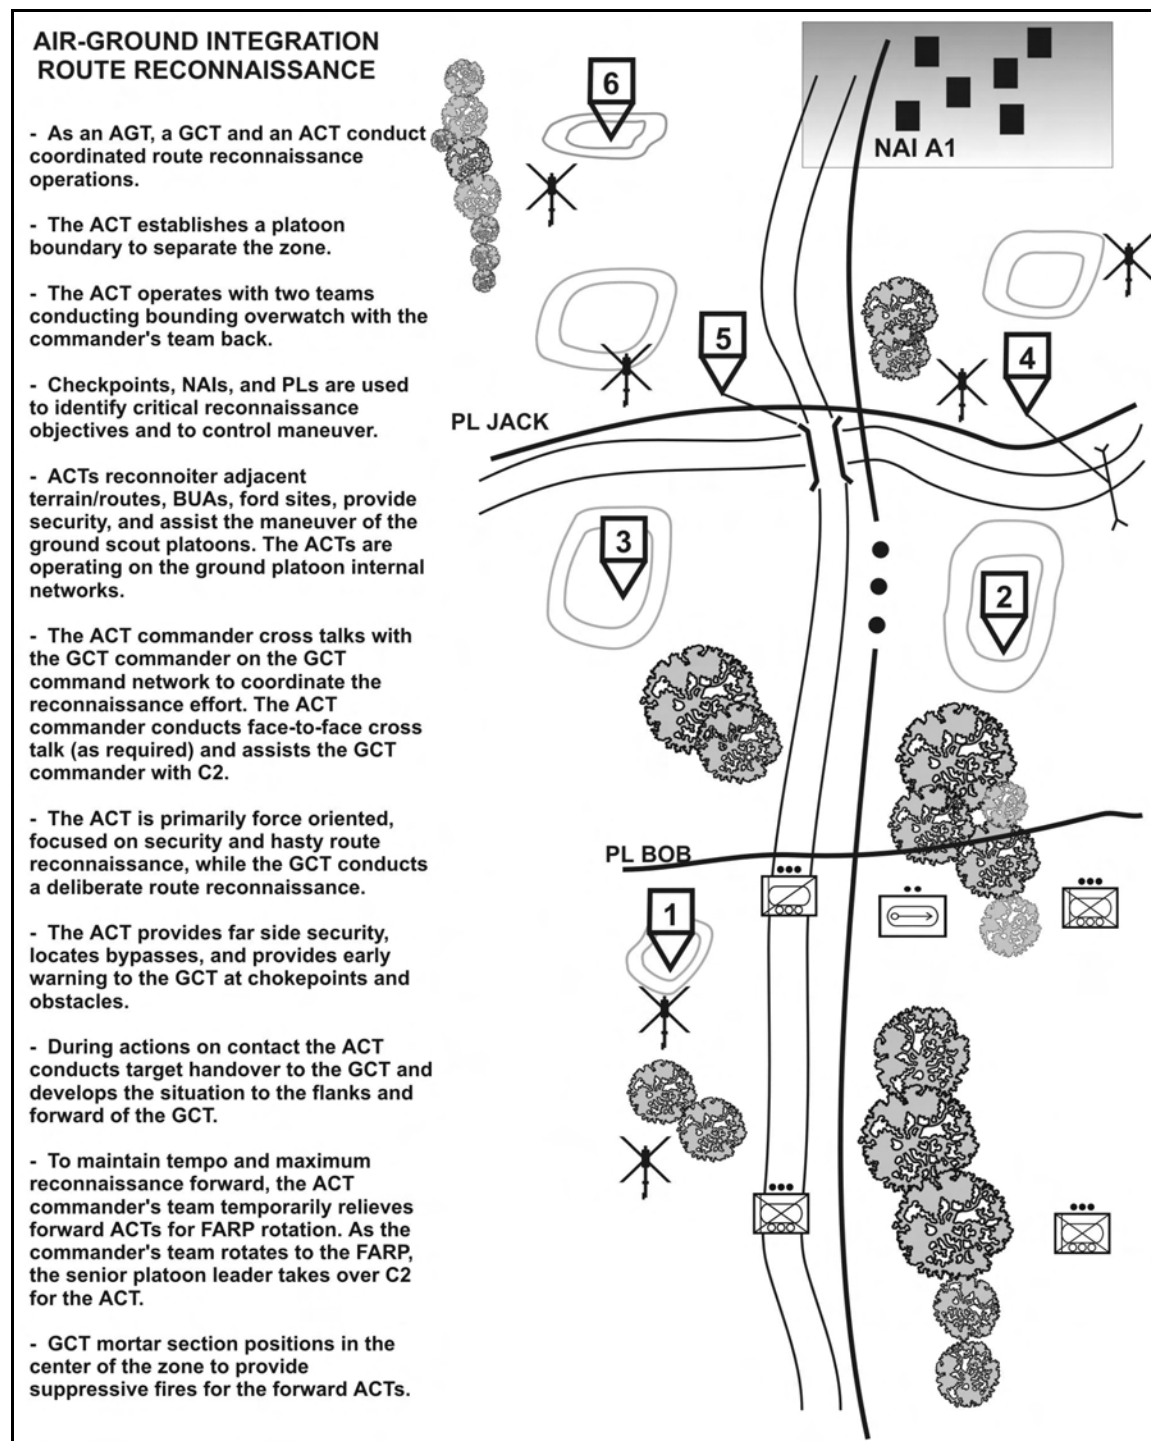 AIR-GROUND INTEGRATION
ROUTE RECONNAISSANCE
- As an AGT, a GCT and an ACT conduct
coordinated route reconnaissance
operations.
- The ACT establishes a platoon
boundary to separate the zone.
- The ACT operates with two teams
conducting bounding overwatch with the
commander's team back.
- Checkpoints, NAIs, and PLs are used
to identify critical reconnaissance
objectives and to control maneuver.
- ACTs reconnoiter adjacent
terrain/routes, BUAs, ford sites, provide
security, and assist the maneuver of the
ground scout platoons. The ACTs are
operating on the ground platoon internal
networks.
- The ACT commander cross talks with
the GCT commander on the GCT
command network to coordinate the
reconnaissance effort. The ACT
commander conducts face-to-face cross
talk (as required) and assists the GCT
commander with C2.
- The ACT is primarily force oriented,
focused on security and hasty route
reconnaissance, while the GCT conducts
a deliberate route reconnaissance.
- The ACT provides far side security,
locates bypasses, and provides early
warning to the GCT at chokepoints and
obstacles.
- During actions on contact the ACT
conducts target handover to the GCT and
develops the situation to the flanks and
forward of the GCT.
- To maintain tempo and maximum
reconnaissance forward, the ACT
commander's team temporarily relieves
forward ACTs for FARP rotation. As the
commander's team rotates to the FARP,
the senior platoon leader takes over C2
for the ACT.
- GCT mortar section positions in the
center of the zone to provide
suppressive fires for the forward ACTs.
6
NAI A1
5
4
PL JACK
3
2
PL BOB
1